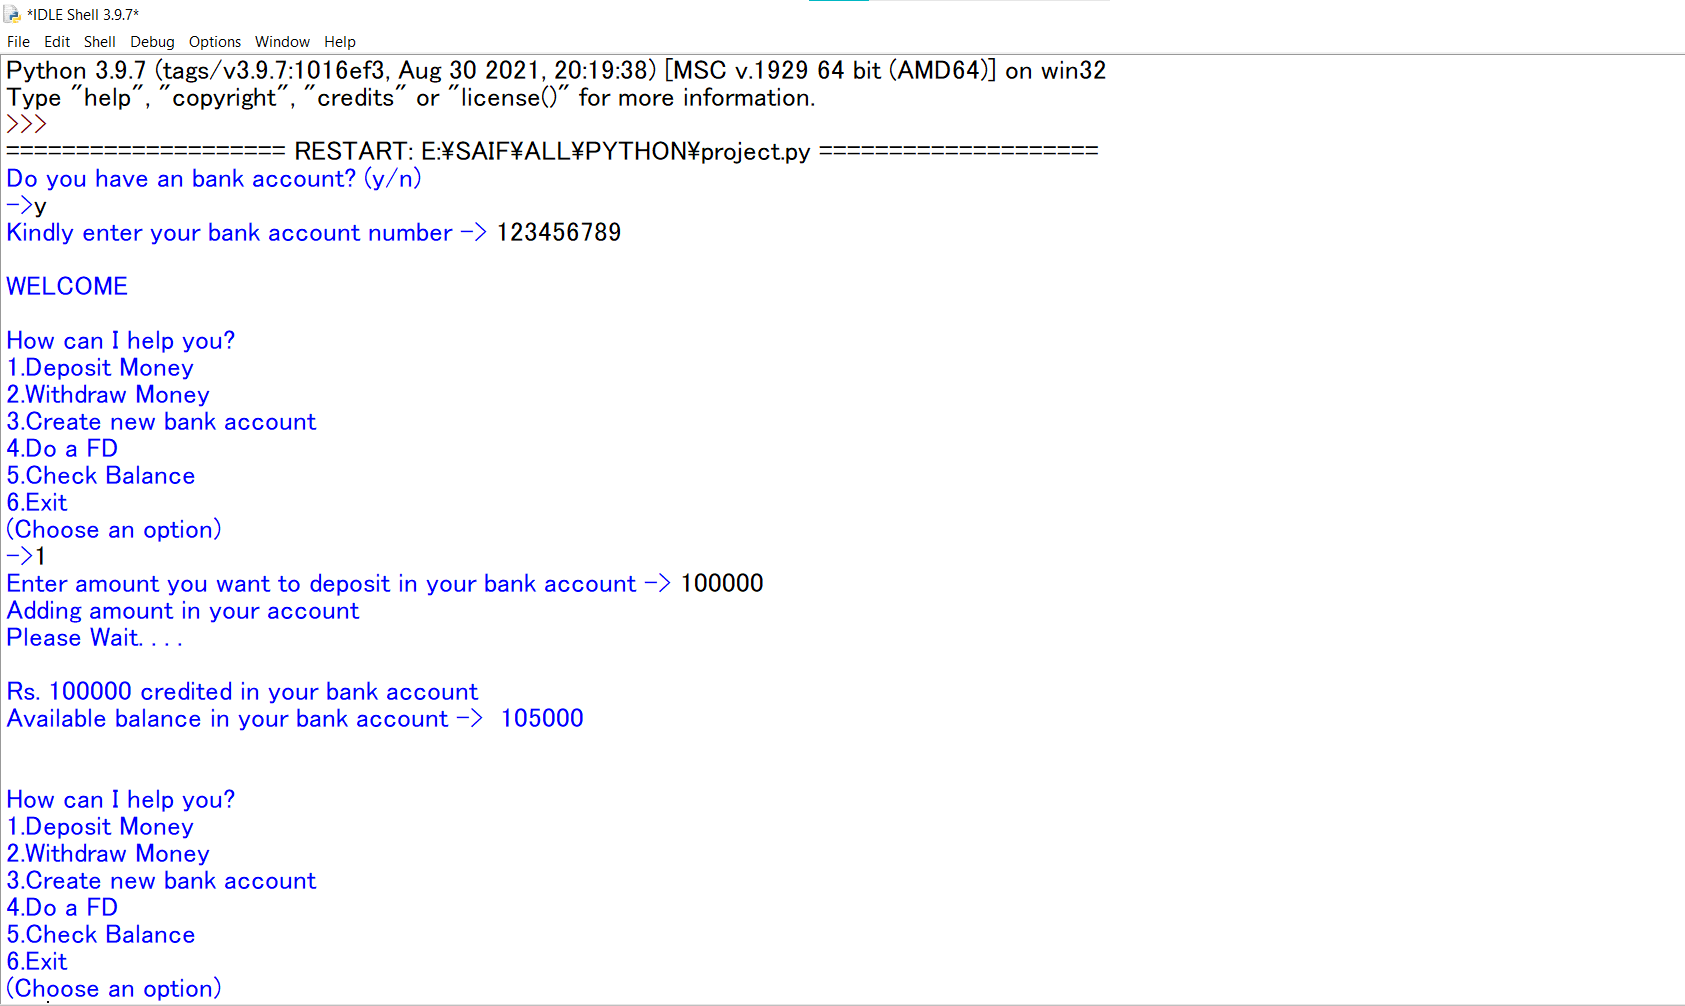 *IDLE Shell 3.9.7*
File Edit Shell Debug Options Window Help
Python 3.9.7 (tags/v3.9.7:1016ef3, Aug 30 2021, 20:19:38) [MSC v.1929 64 bit (AMD64)] on win32
Type "help", "copyright", "credits" or "license()" for more information.
>>>
==================== RESTART: E:¥SAIF¥ALL¥PYTHON¥project.py ====================
Do you have an bank account? (y/n)
->y
Kindly enter your bank account number -> 123456789
WELCOME
How can I help you?
1.Deposit Money
2.Withdraw Money
3.Create new bank account
4.Do a FD
5.Check Balance
6.Exit
(Choose an option)
->1
Enter amount you want to deposit in your bank account -> 100000
Adding amount in your account
Please Wait....
Rs. 100000 credited in your bank account
Available balance in your bank account ->  105000
How can I help you?
1.Deposit Money
2.Withdraw Money
3.Create new bank account
4.Do a FD
5.Check Balance
6.Exit
(Choose an option)